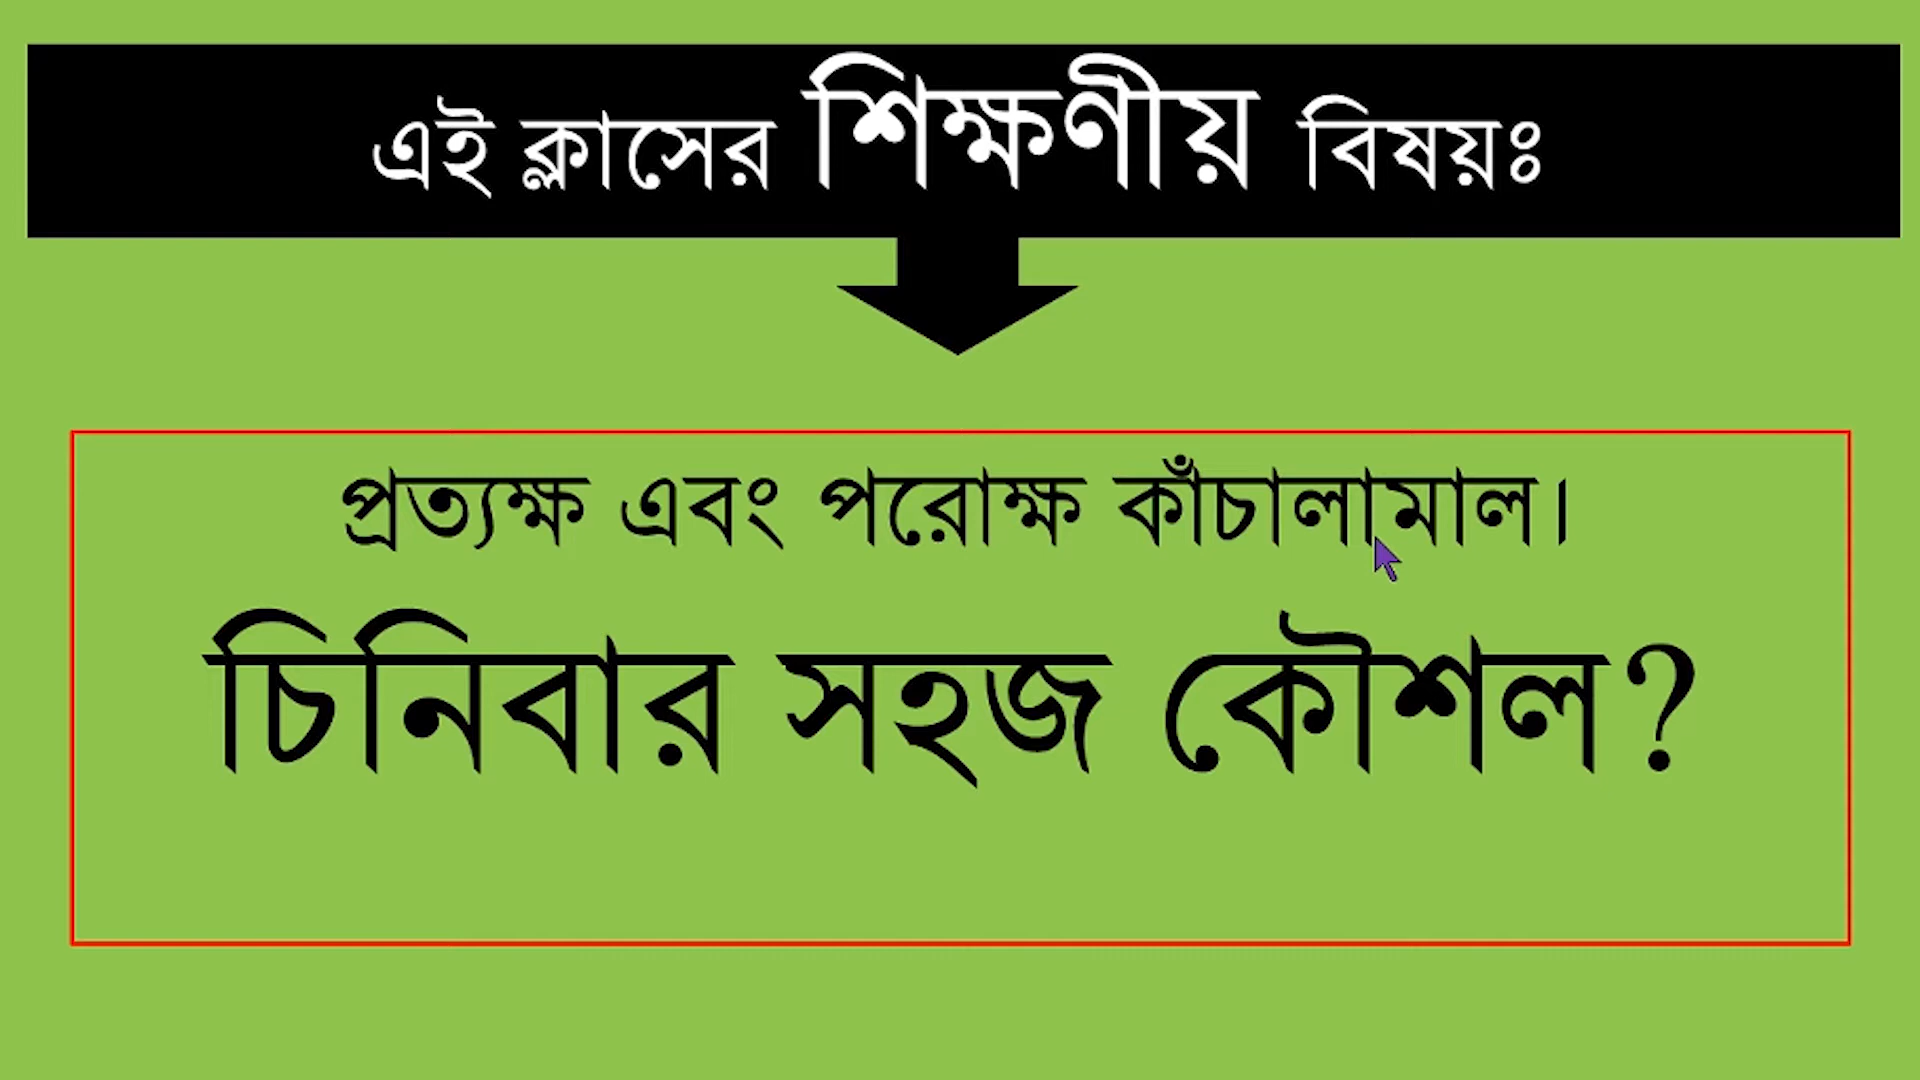 এই ক্লাসের শিক্ষণীয় বিষয়ঃ
প্রত্যক্ষ এবং পরোক্ষ কাঁচালামাল।
চিনিবার সহজ কৌশল?